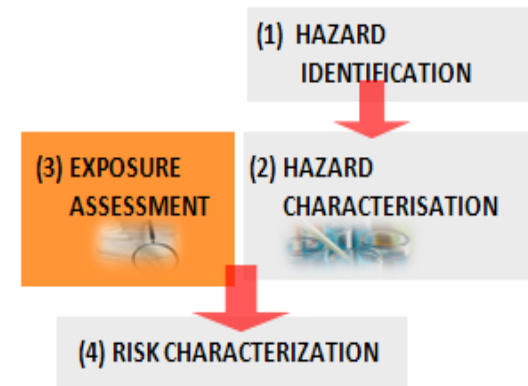 (1) HAZARD
IDENTIFICATION
(3) EXPOSURE
ASSESSMENT
(2) HAZARD
CHARACTERISATION
(4) RISK CHARACTERIZATION